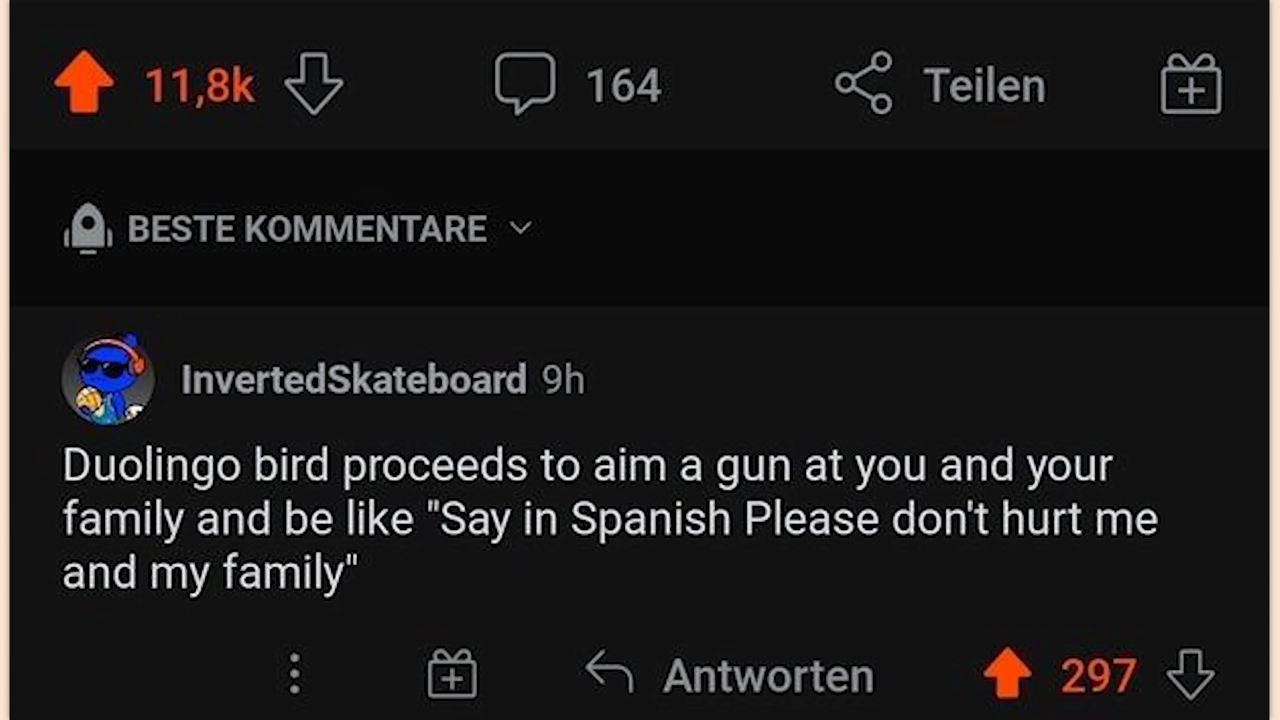 11,8k 164 Teilen
BESTE KOMMENTARE
InvertedSkateboard 9h
Duolingo bird proceeds to aim a gun at you and your
family and be like "Say in Spanish Please don't hurt me
and my family"
Antworten 297